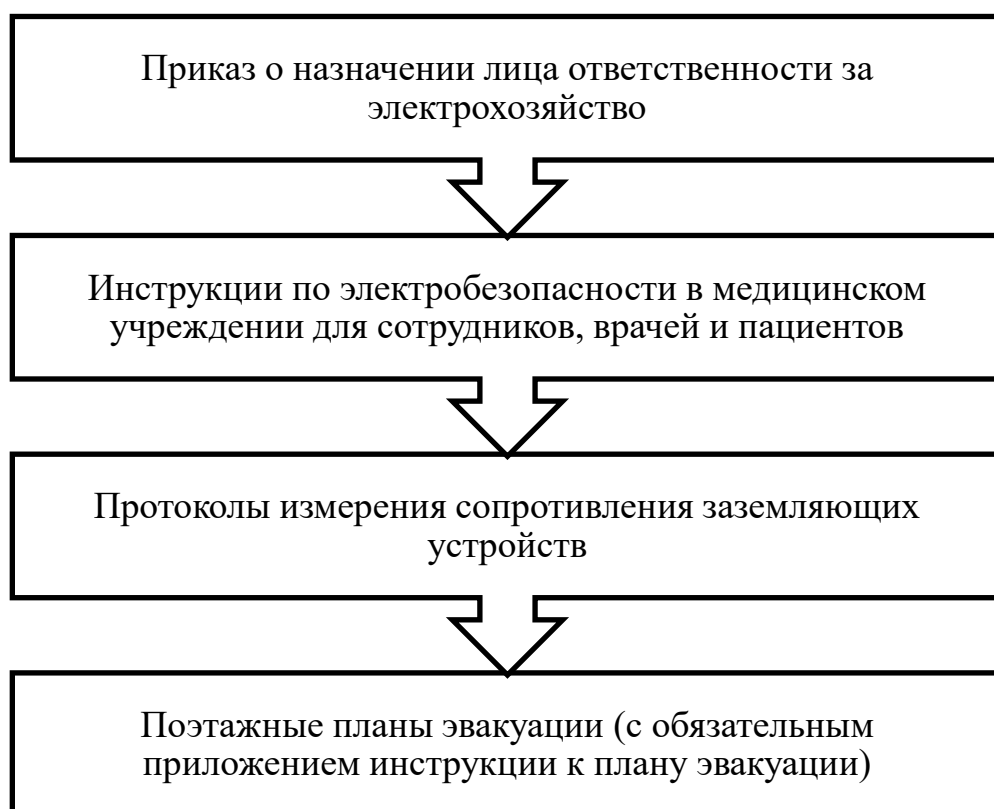 Приказ о назначении лица ответственности за
электрохозяйство
Инструкции по электробезопасности в медицинском
учреждении для сотрудников, врачей и пациентов
Протоколы измерения сопротивления заземляющих
устройств
Поэтажные планы эвакуации (с обязательным
приложением инструкции к плану эвакуации)